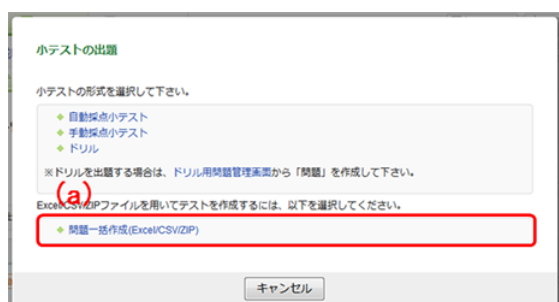 小テストの出題
小テストの形式を選択して下さい。
自動採点小テスト
手動採点小テスト
ドリル
※ドリルを出題する場合は、ドリル用問題管理画面から「問題」を作成して下さい。
(a)
Excel/CSV/ZIPファイルを用いてテストを作成するには、以下を選択してください。
問題一括作成(Excel/CSV/ZIP)
キャンセル